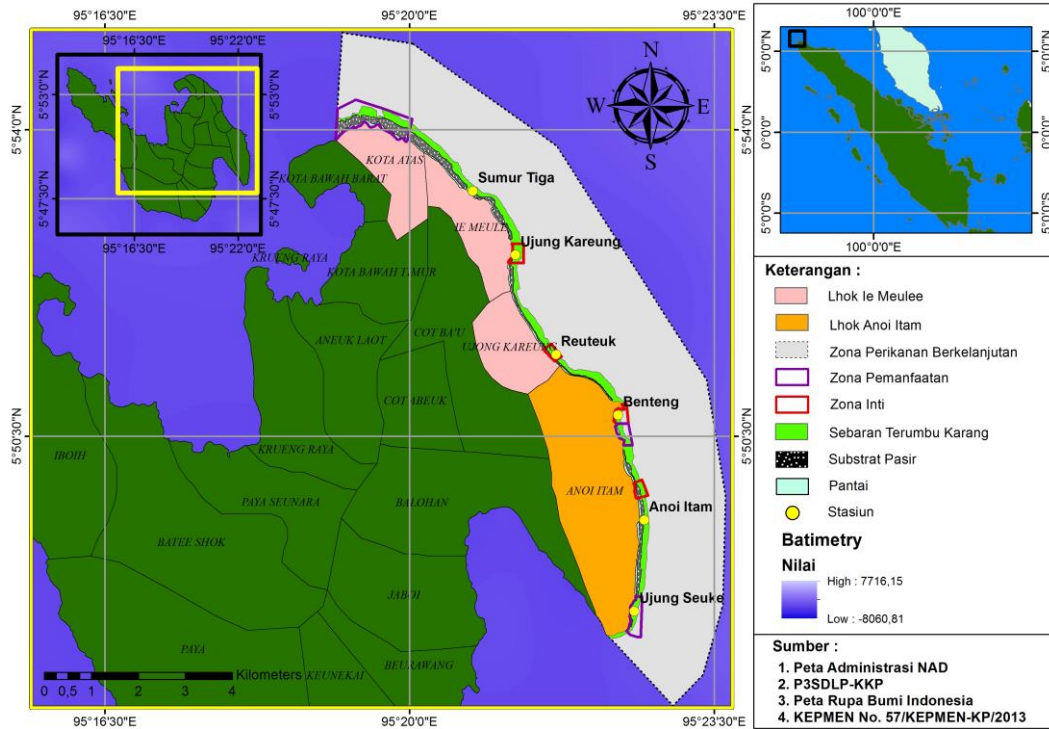 95°16'30"E
95°20'0"E
95°23'30"E
95°16'30"E
95°22'0"E
5°53'0"N
5°53'0"N
5°47'30"N
5°47'30"N
95°16'30"E
95°22'0"E
N
W
E
S
5°54'0"N
5°54'0"N
5°50'30"N
5°50'30"N
KOTA ATAS
KOTA BAWAH BARAT
Sumur Tiga
IE MEULE
Ujung Kareung
KRUENG RAYA
KOTA BAWAH TIMUR
ANEUK LAOT
COT BA'U
UJONG KAREUNG
Reuteuk
COT ABEUK
Benteng
KRUENG RAYA
IBOIH
PAYA SEUNARA
BALOHAN
ANOI ITAM
Anoi Itam
BATEE SHOK
JABOI
Ujung Seuke
PAYA
KEUNEKAI
BEURAWANG
Kilometers
0 0,5 1 2 3 4
95°16'30"E
95°20'0"E
95°23'30"E
100°0'0"E
5°0'0"N
5°0'0"N
0°0'0"
0°0'0"
5°0'0"S
5°0'0"S
100°0'0"E
Keterangan :
Lhok Ie Meulee
Lhok Anoi Itam
Zona Perikanan Berkelanjutan
Zona Pemanfaatan
Zona Inti
Sebaran Terumbu Karang
Substrat Pasir
Pantai
Stasiun
Batimetry
Nilai
High : 7716,15
Low : -8060,81
Sumber :
1. Peta Administrasi NAD
2. P3SDLP-KKP
3. Peta Rupa Bumi Indonesia
4. KEPMEN No. 57/KEPMEN-KP/2013